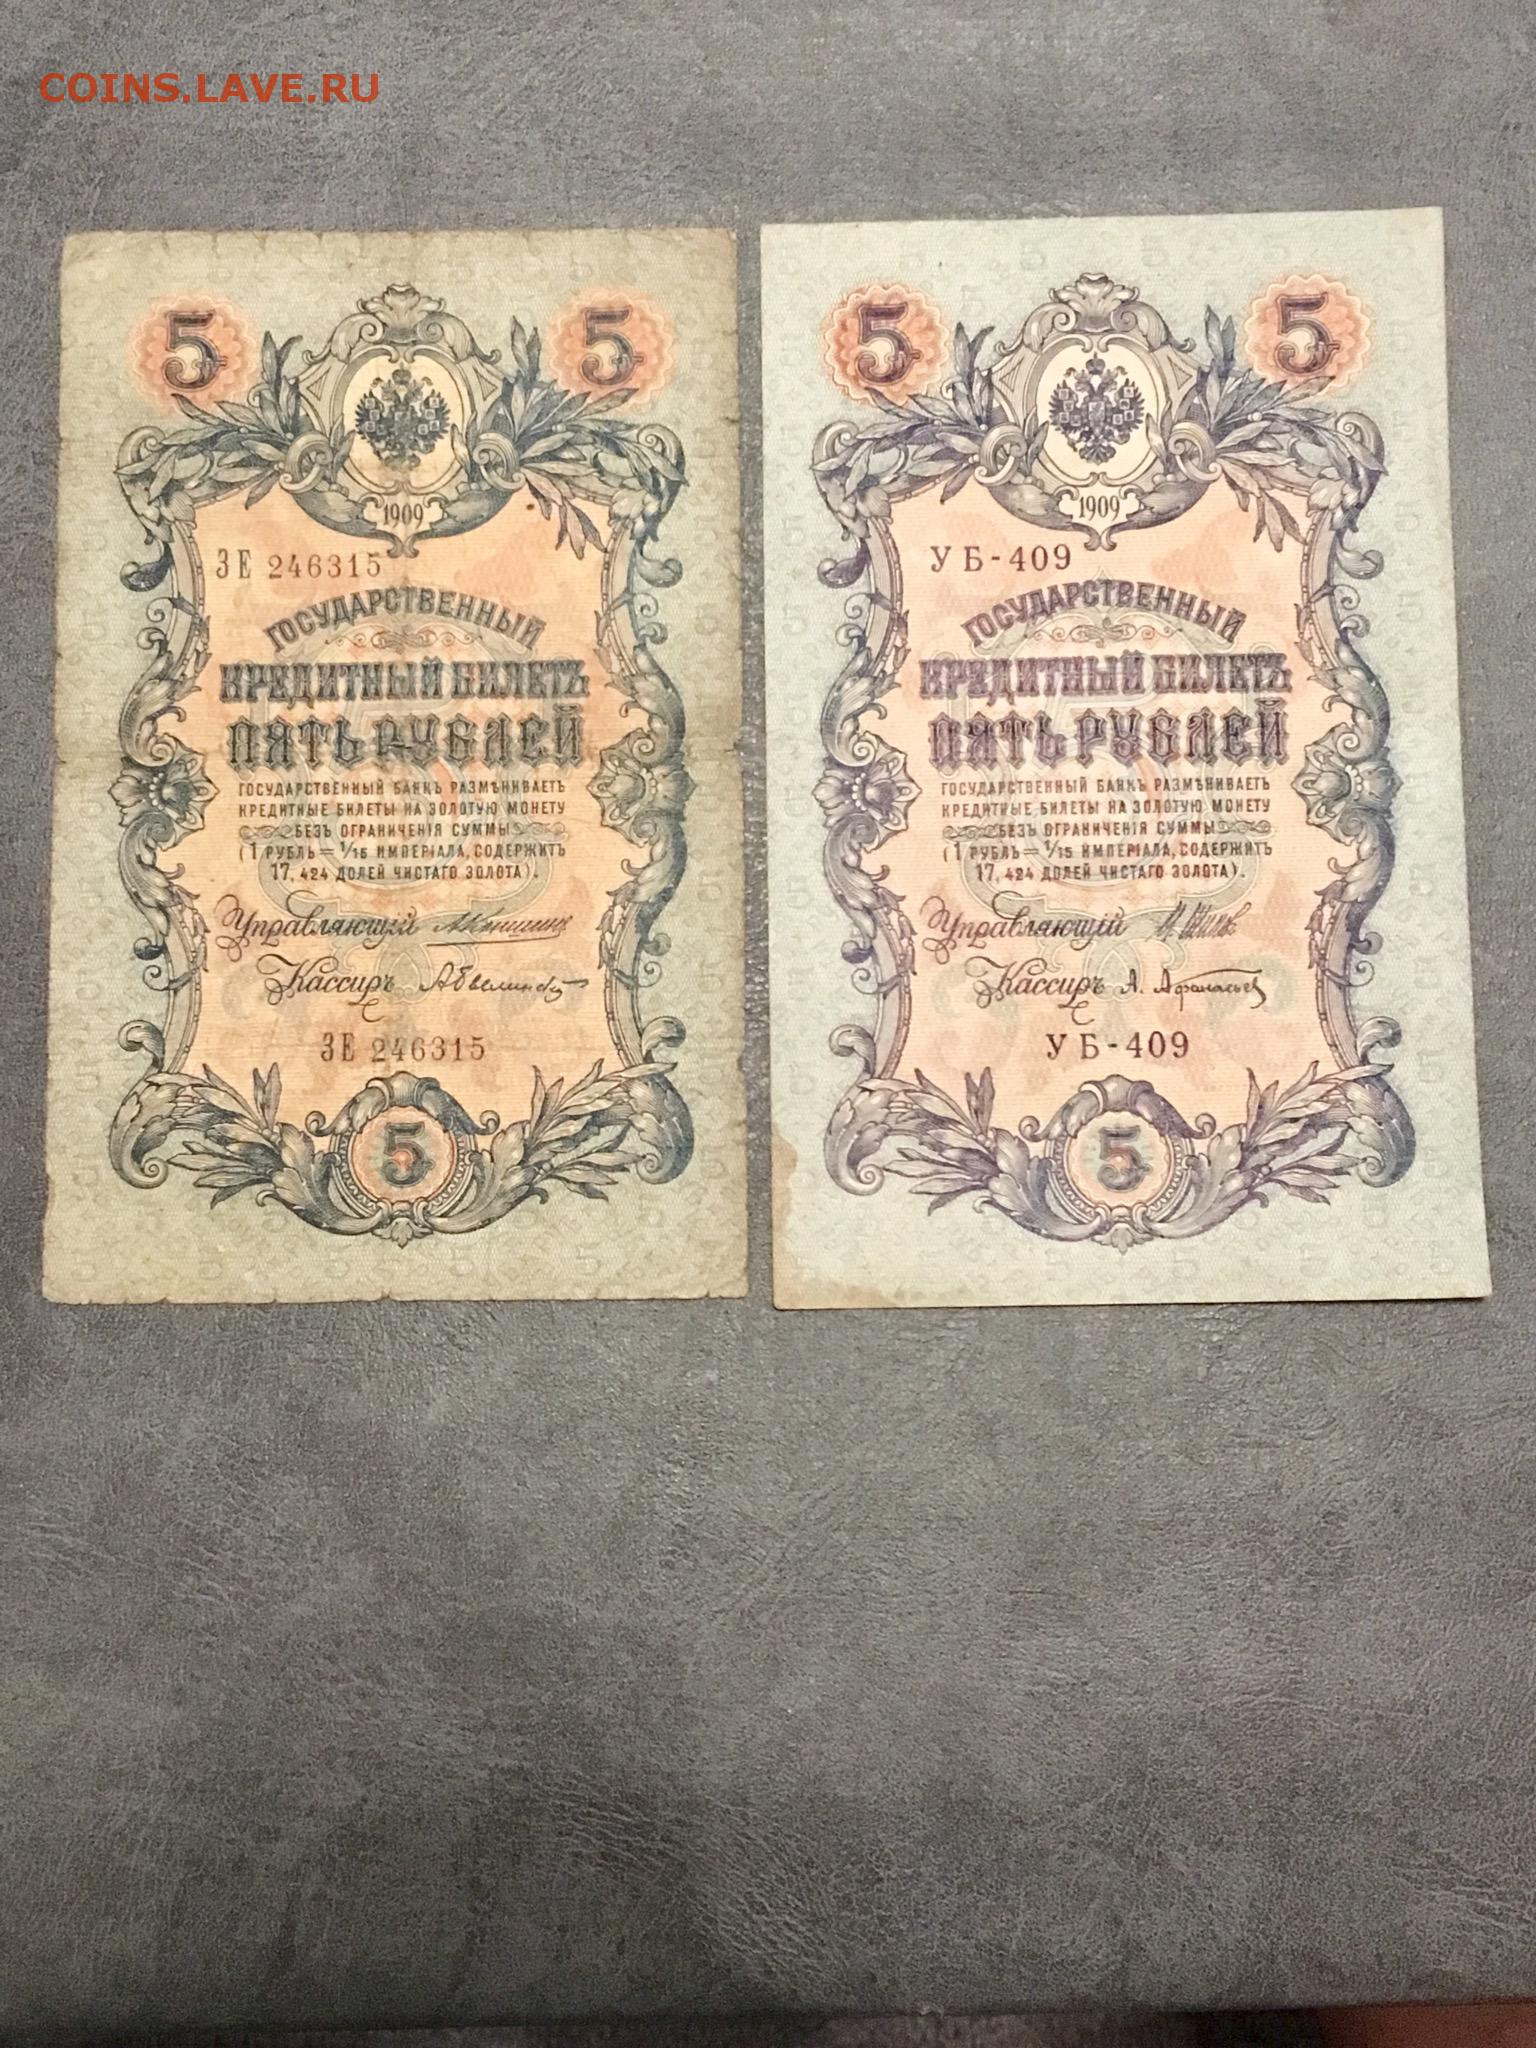 COINS.LAVE.RU
5 5
1909
ЗЕ 246315
ГОСУДАРСТВЕННЫЙ
КРЕДИТНЫЙ БИЛЕТЪ
ПЯТЬ РУБЛЕЙ
ГОСУДАРСТВЕННЫЙ БАНКЪ РАЗМѢНИВАЕТЪ
КРЕДИТНЫЕ БИЛЕТЫ НА ЗОЛОТУЮ МОНЕТУ
БЕЗЪ ОГРАНИЧЕНІЯ СУММЫ
(1 РУБЛЬ = 1/15 ИМПЕРІАЛА, СОДЕРЖИТЪ
17,424 ДОЛЕЙ ЧИСТАГО ЗОЛОТА).
Управляющій
Кассиръ
ЗЕ 246315
5
5 5
1909
УБ-409
ГОСУДАРСТВЕННЫЙ
КРЕДИТНЫЙ БИЛЕТЪ
ПЯТЬ РУБЛЕЙ
ГОСУДАРСТВЕННЫЙ БАНКЪ РАЗМѢНИВАЕТЪ
КРЕДИТНЫЕ БИЛЕТЫ НА ЗОЛОТУЮ МОНЕТУ
БЕЗЪ ОГРАНИЧЕНІЯ СУММЫ
(1 РУБЛЬ = 1/15 ИМПЕРІАЛА, СОДЕРЖИТЪ
17,424 ДОЛЕЙ ЧИСТАГО ЗОЛОТА).
Управляющій
Кассиръ А. Афанасьев
УБ-409
5